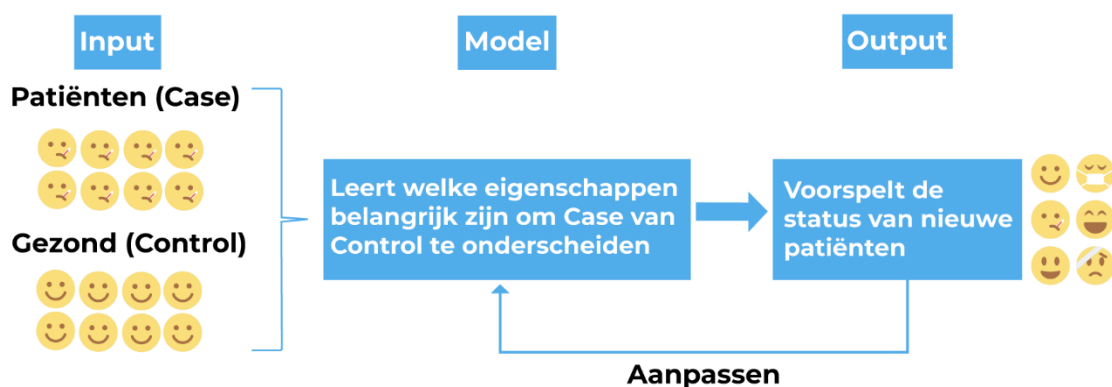 Input
Model
Output
Patiënten (Case)
Gezond (Control)
Leert welke eigenschappen
belangrijk zijn om Case van
Control te onderscheiden
Voorspelt de
status van nieuwe
patiënten
Aanpassen